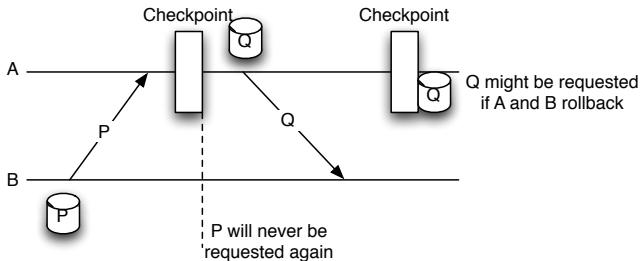 Checkpoint
Checkpoint
Q
A
Q
Q might be requested
if A and B rollback
P
Q
B
P
P will never be
requested again